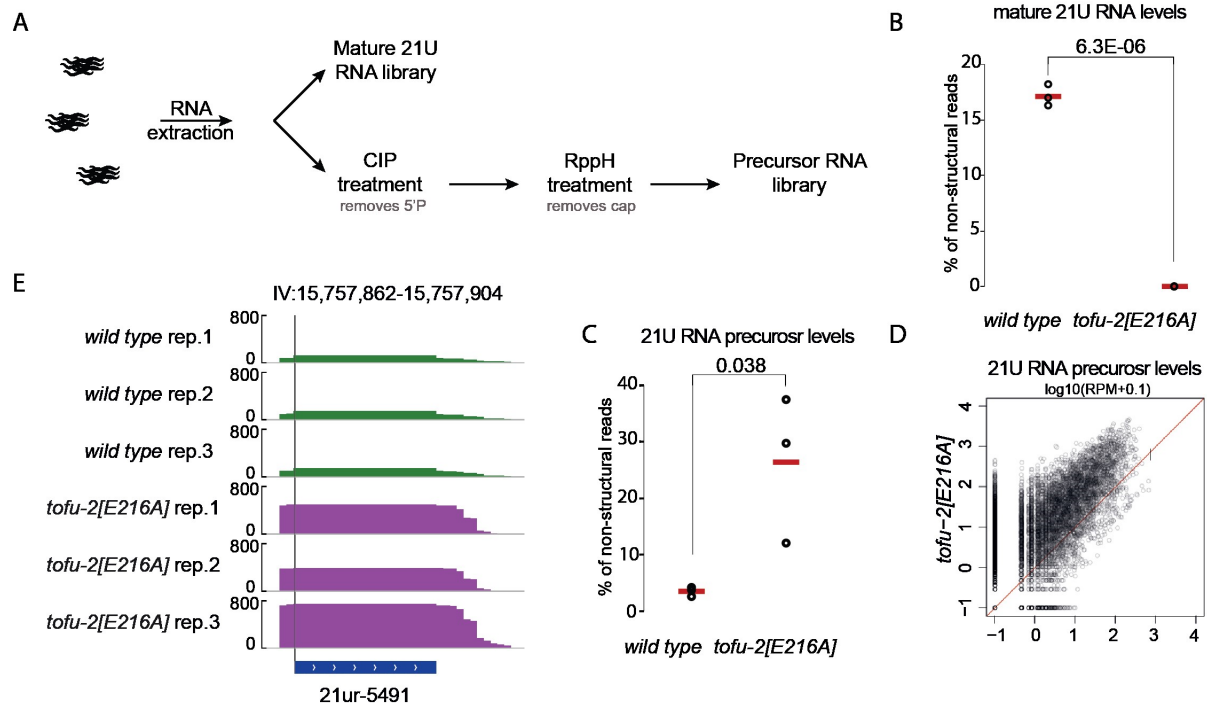 A
RNA
extraction
Mature 21U
RNA library
CIP
treatment
removes 5'P
RppH
treatment
removes cap
Precursor RNA
library
B
mature 21U RNA levels
6.3E-06
% of non-structural reads
20
15
10
5
0
wild type tofu-2[E216A]
E
IV:15,757,862-15,757,904
wild type rep.1
800
0
wild type rep.2
800
0
wild type rep.3
800
0
tofu-2[E216A] rep.1
800
0
tofu-2[E216A] rep.2
800
0
tofu-2[E216A] rep.3
800
0
21ur-5491
C
21U RNA precurosr levels
0.038
% of non-structural reads
40
30
20
10
0
wild type tofu-2[E216A]
D
21U RNA precurosr levels
log10(RPM+0.1)
tofu−2[E216A]
4
3
2
1
0
−1
−1 0 1 2 3 4